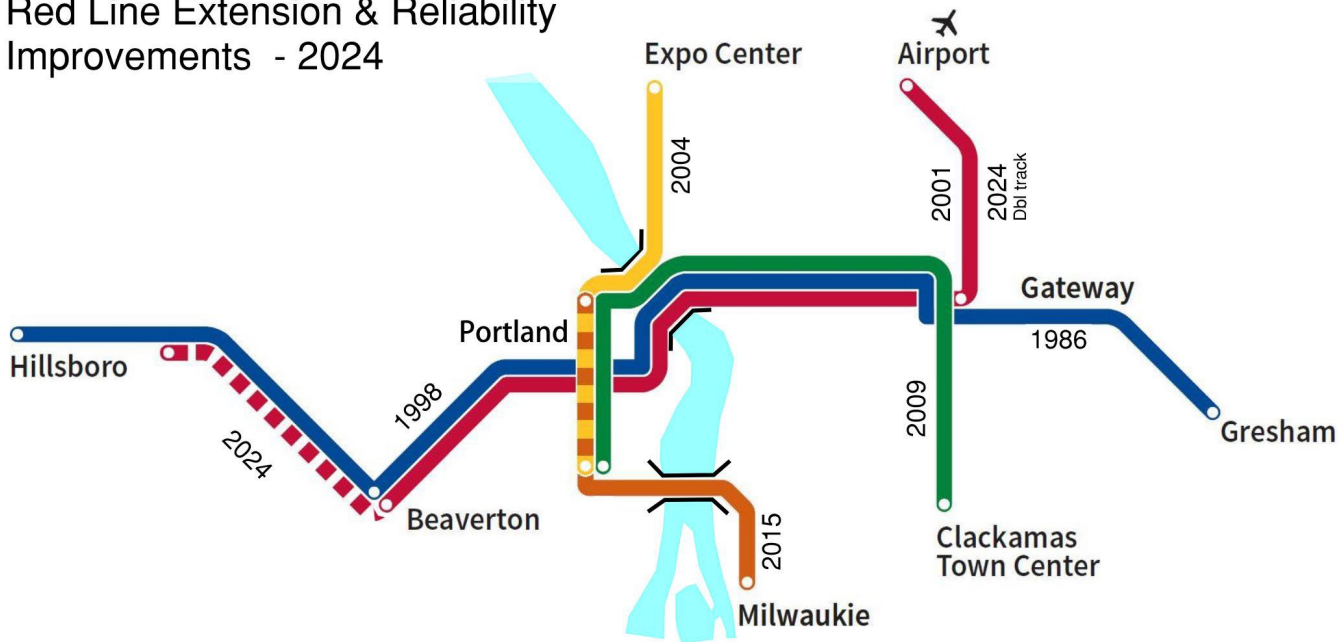 Red Line Extension & Reliability
Improvements - 2024
Expo Center
Airport
2004
2001
2024
Dbl track
Gateway
1986
Portland
Hillsboro
1998
2024
Beaverton
2009
Gresham
Clackamas
Town Center
2015
Milwaukie